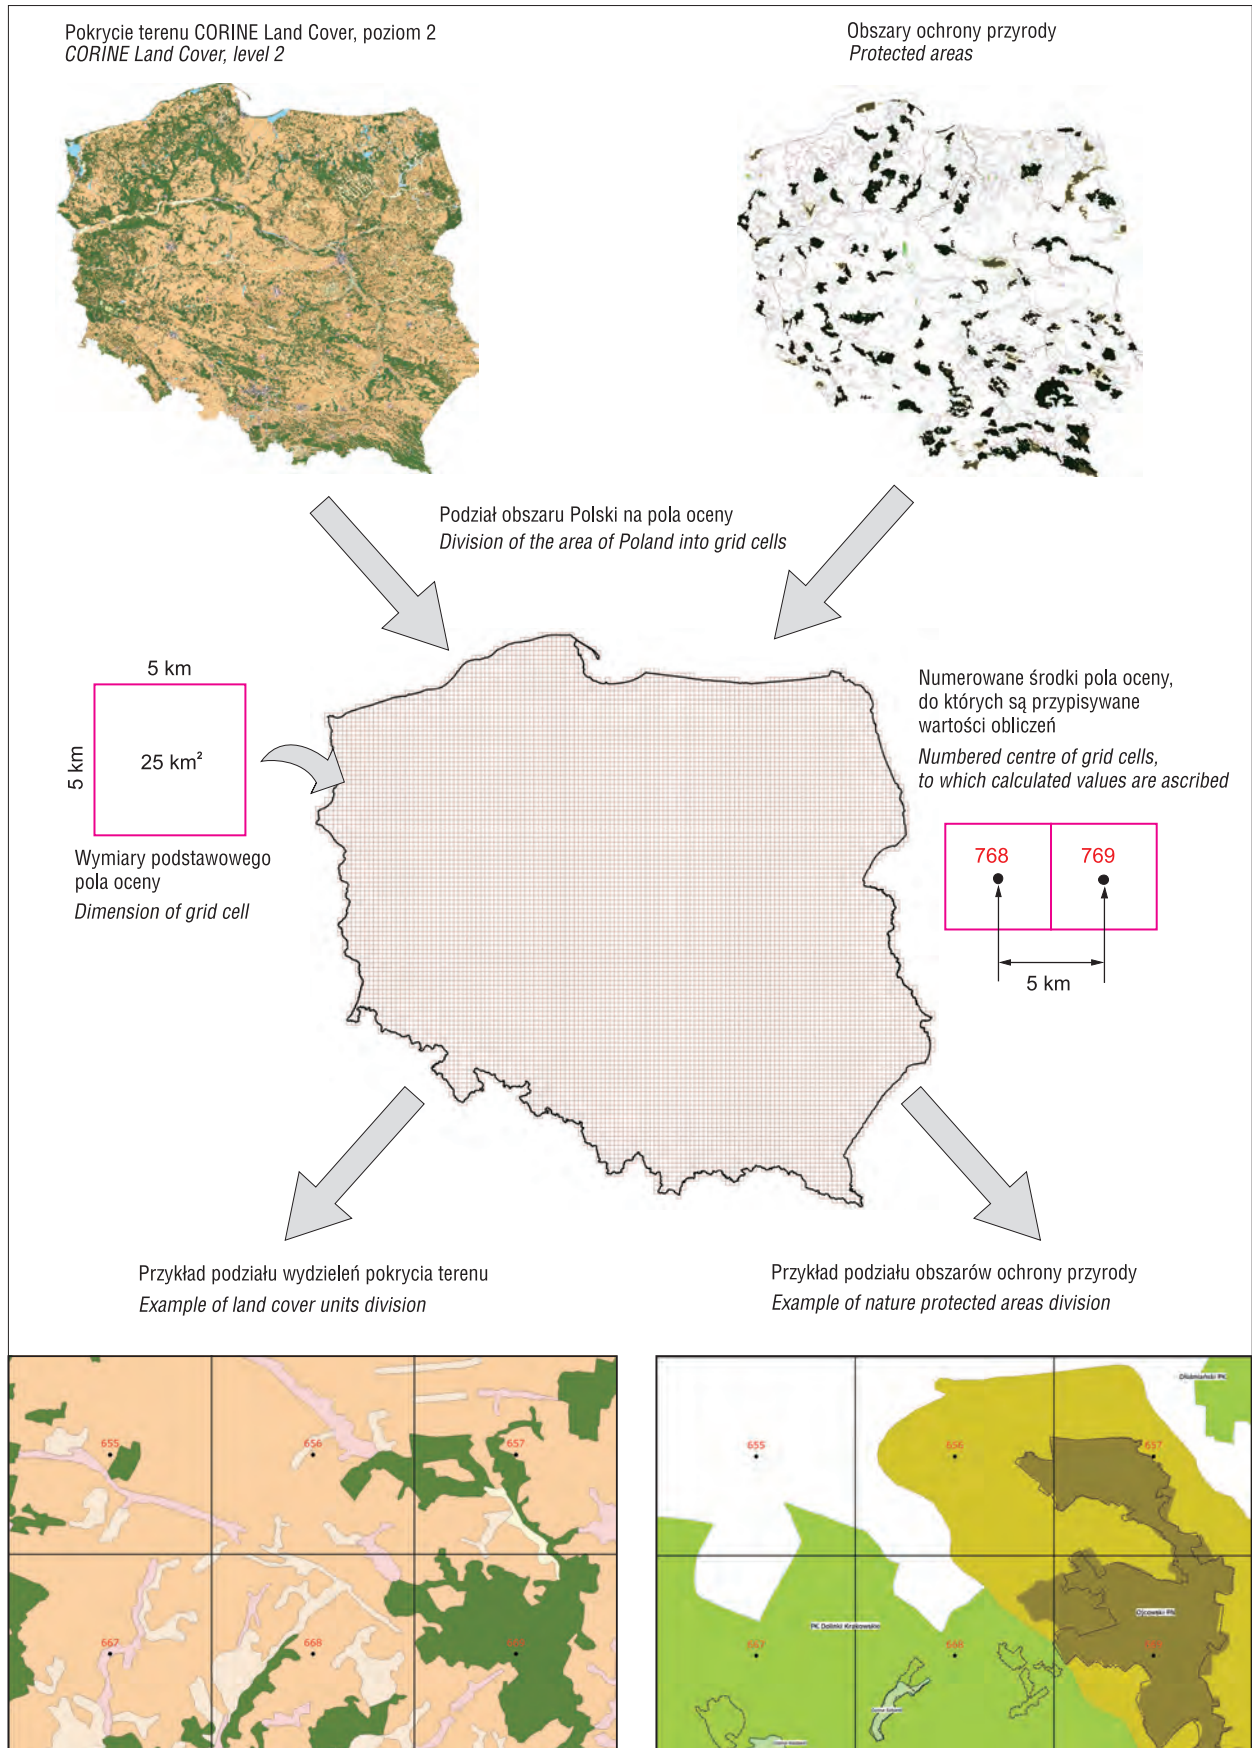 Pokrycie terenu CORINE Land Cover, poziom 2
CORINE Land Cover, level 2
Obszary ochrony przyrody
Protected areas
Podział obszaru Polski na pola oceny
Division of the area of Poland into grid cells
5 km
5 km
25 km²
Wymiary podstawowego
pola oceny
Dimension of grid cell
Numerowane środki pola oceny,
do których są przypisywane
wartości obliczeń
Numbered centre of grid cells,
to which calculated values are ascribed
768
769
5 km
Przykład podziału wydzieleń pokrycia terenu
Example of land cover units division
Przykład podziału obszarów ochrony przyrody
Example of nature protected areas division
655
656
657
667
668
669
Dłubniański PK
655
656
657
Ojcowski PN
PK Dolinki Krakowskie
667
668
669